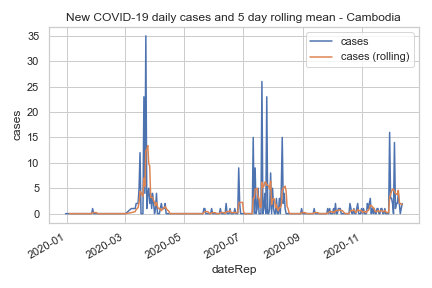 New COVID-19 daily cases and 5 day rolling mean - Cambodia
cases
cases (rolling)
35
30
25
20
15
10
5
0
cases
2020-01
2020-03
2020-05
2020-07
2020-09
2020-11
dateRep